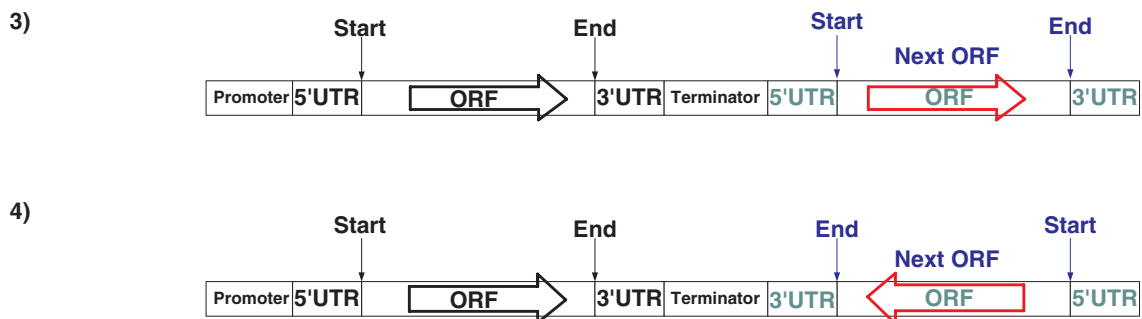 3)
Start End Start End
Next ORF
Promoter 5'UTR ORF 3'UTR Terminator 5'UTR ORF 3'UTR
4)
Start End End Start
Next ORF
Promoter 5'UTR ORF 3'UTR Terminator 3'UTR ORF 5'UTR